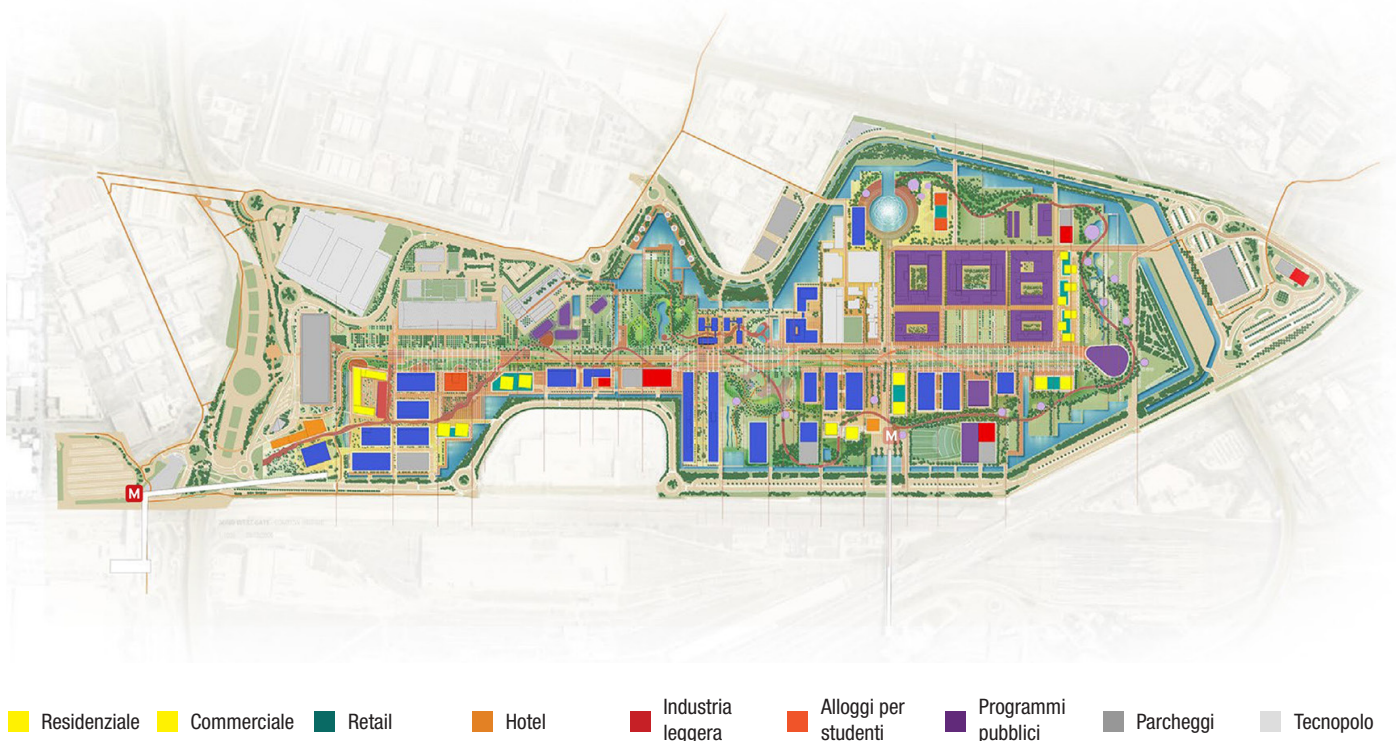 M
M
Residenziale
Commerciale
Retail
Hotel
Industria
leggera
Alloggi per
studenti
Programmi
pubblici
Parcheggi
Tecnopolo